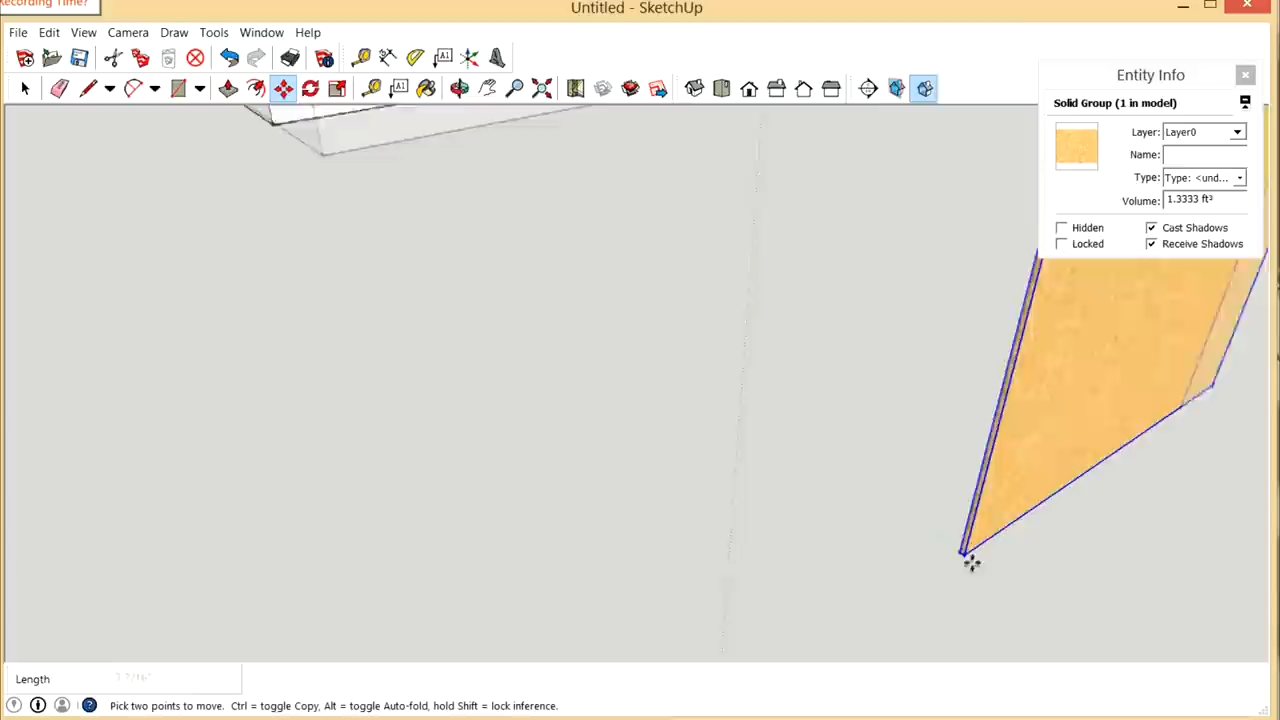 Recording Time?
Untitled - SketchUp
File Edit View Camera Draw Tools Window Help
A1
A1
Entity Info
Solid Group (1 in model)
Layer: Layer0
Name:
Type: Type: <und...
Volume: 1.3333 ft³
Hidden Cast Shadows
Locked Receive Shadows
Length
Pick two points to move. Ctrl = toggle Copy, Alt = toggle Auto-fold, hold Shift = lock inference.